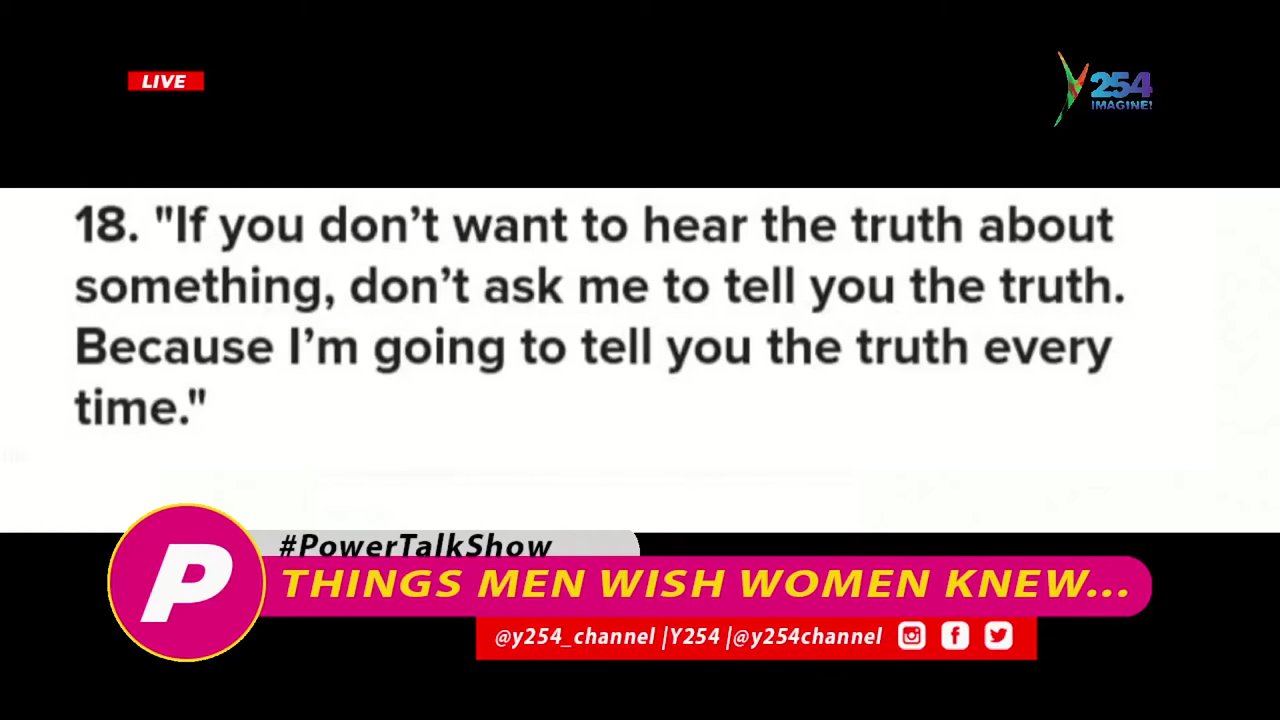 LIVE
254
IMAGINE!
18. "If you don’t want to hear the truth about
something, don’t ask me to tell you the truth.
Because I’m going to tell you the truth every
time."
#PowerTalkShow
P
THINGS MEN WISH WOMEN KNEW...
@y254_channel |Y254 |@y254channel